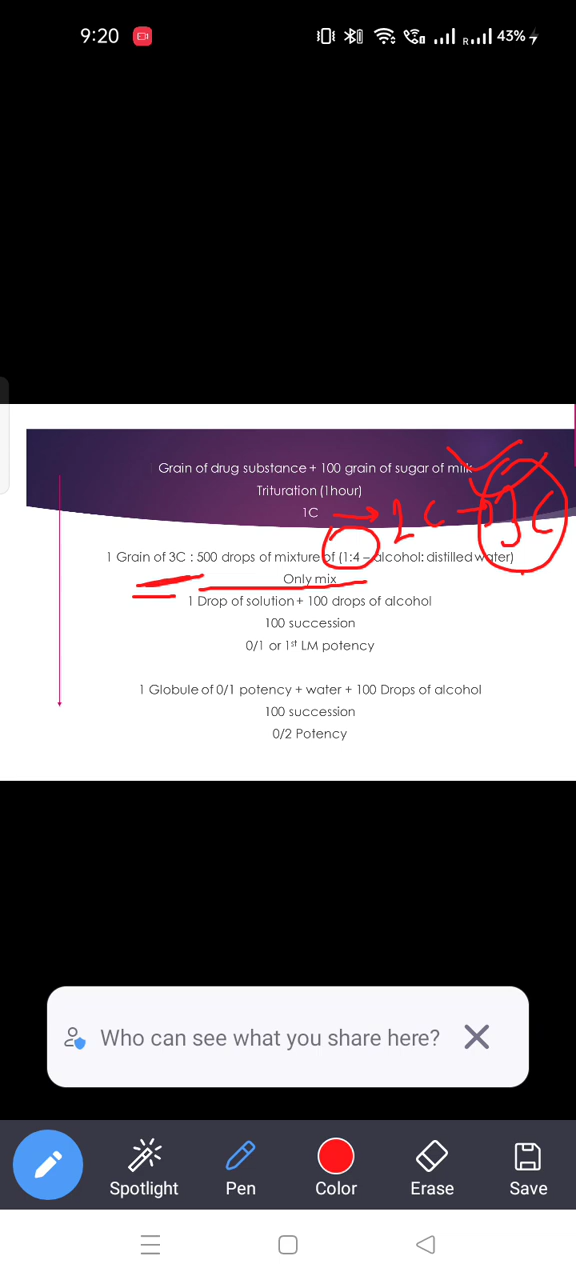 9:20
R
43%
Grain of drug substance + 100 grain of sugar of milk
Trituration (1hour)
1C → 2C → 3C
1 Grain of 3C : 500 drops of mixture of (1:4 – alcohol: distilled water)
Only mix
1 Drop of solution + 100 drops of alcohol
100 succession
0/1 or 1st LM potency
1 Globule of 0/1 potency + water + 100 Drops of alcohol
100 succession
0/2 Potency
Who can see what you share here?
Spotlight
Pen
Color
Erase
Save